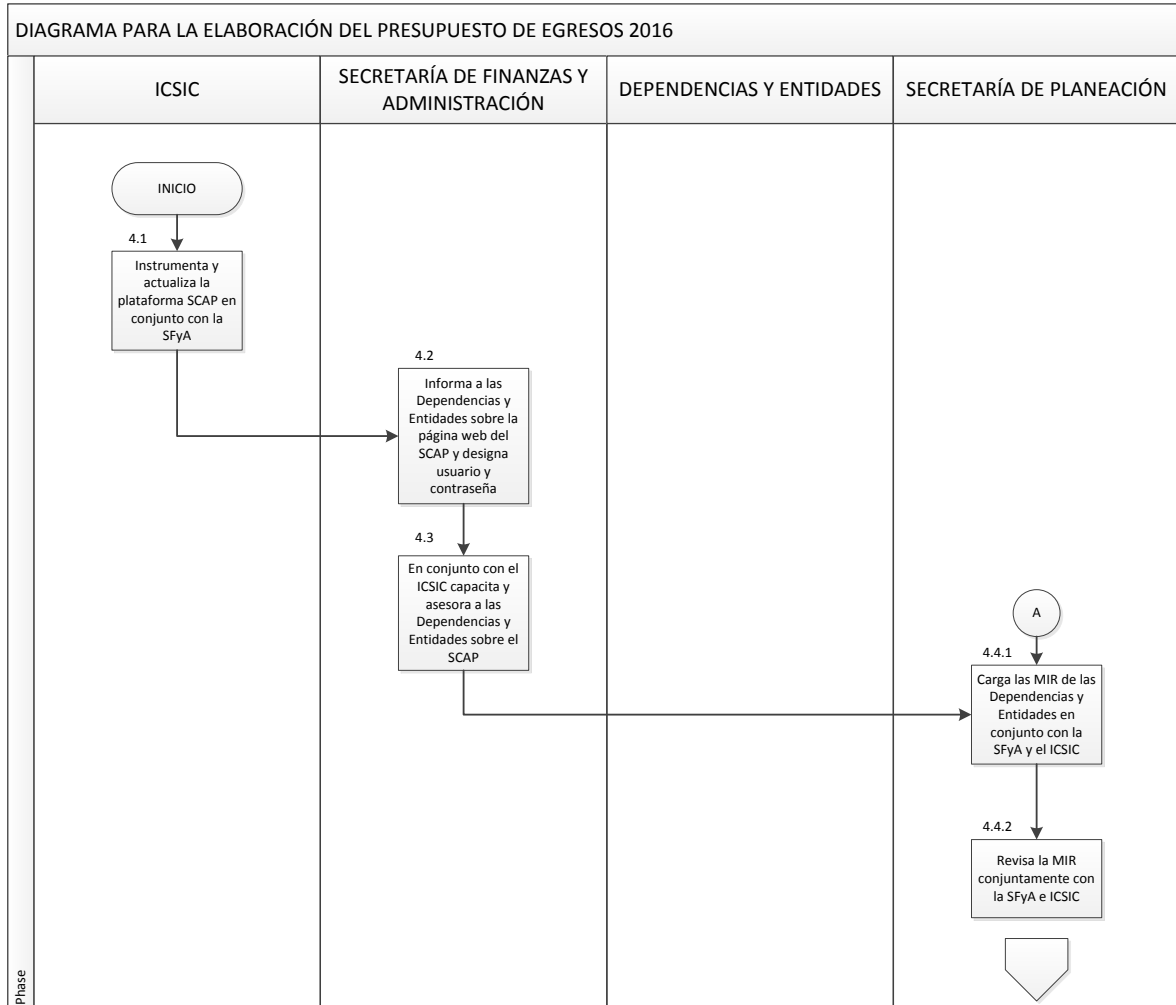 DIAGRAMA PARA LA ELABORACIÓN DEL PRESUPUESTO DE EGRESOS 2016
ICSIC
SECRETARÍA DE FINANZAS Y
ADMINISTRACIÓN
DEPENDENCIAS Y ENTIDADES
SECRETARÍA DE PLANEACIÓN
INICIO
4.1
Instrumenta y
actualiza la
plataforma SCAP en
conjunto con la
SFyA
4.2
Informa a las
Dependencias y
Entidades sobre la
página web del
SCAP y designa
usuario y
contraseña
4.3
En conjunto con el
ICSIC capacita y
asesora a las
Dependencias y
Entidades sobre el
SCAP
A
4.4.1
Carga las MIR de las
Dependencias y
Entidades en
conjunto con la
SFyA y el ICSIC
4.4.2
Revisa la MIR
conjuntamente con
la SFyA e ICSIC
Phase